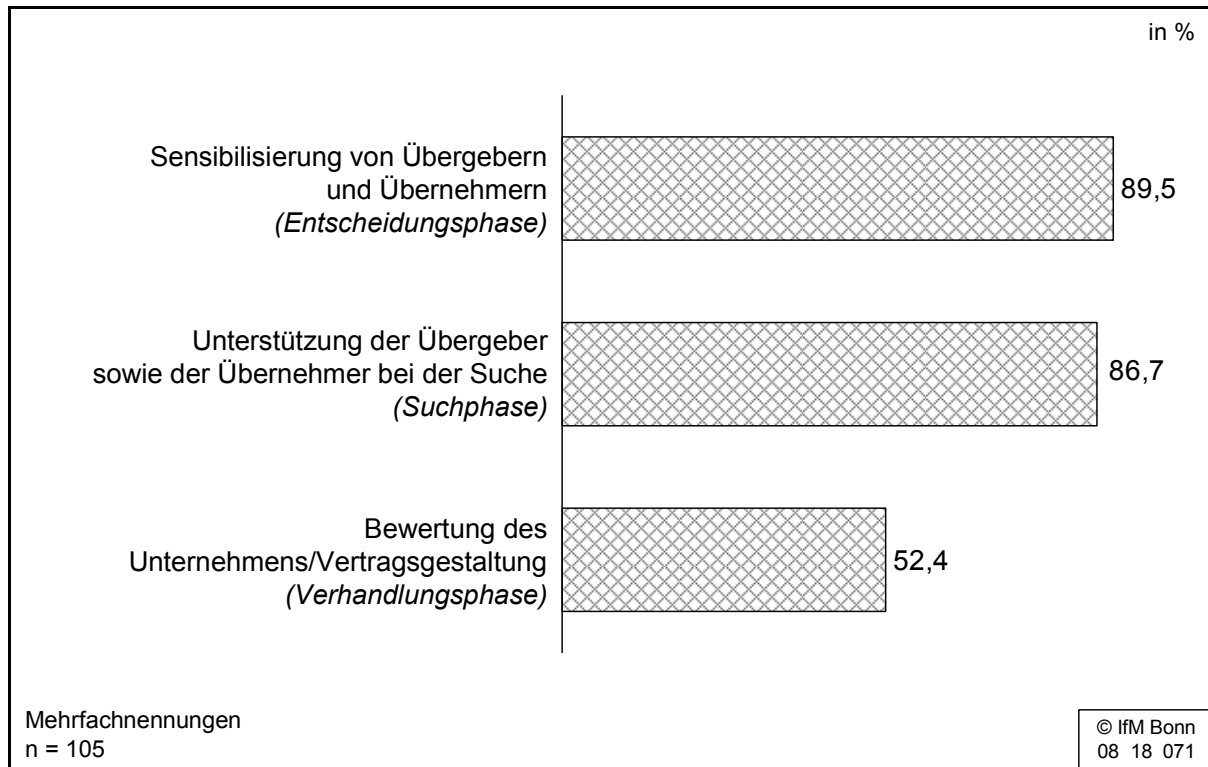 in %
Sensibilisierung von Übergebern
und Übernehmern
(Entscheidungsphase)
89,5
Unterstützung der Übergeber
sowie der Übernehmer bei der Suche
(Suchphase)
86,7
Bewertung des
Unternehmens/Vertragsgestaltung
(Verhandlungsphase)
52,4
Mehrfachnennungen
n = 105
© IfM Bonn
08 18 071